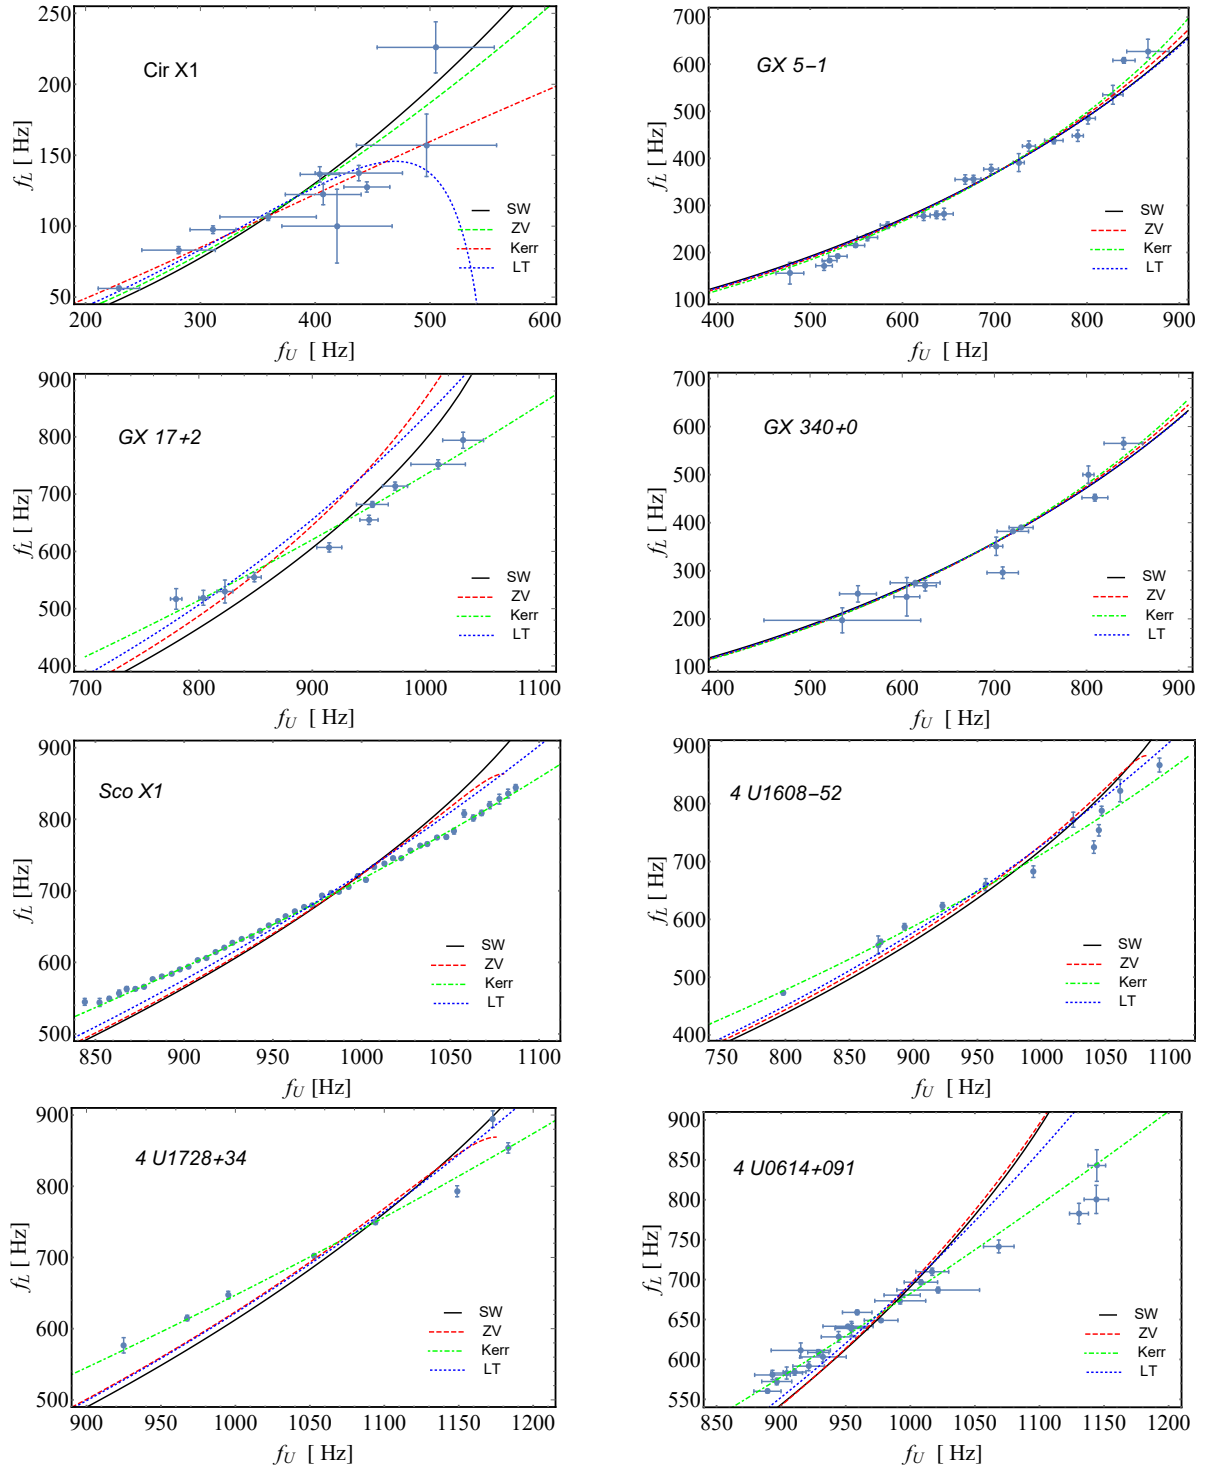 Cir X1
f_L [ Hz]
250
200
150
100
50
SW
ZV
Kerr
LT
200 300 400 500 600
f_U [ Hz]
GX 5−1
f_L [ Hz]
700
600
500
400
300
200
100
SW
ZV
Kerr
LT
400 500 600 700 800 900
f_U [ Hz]
GX 17+2
f_L [ Hz]
900
800
700
600
500
400
SW
ZV
Kerr
LT
700 800 900 1000 1100
f_U [ Hz]
GX 340+0
f_L [ Hz]
700
600
500
400
300
200
100
SW
ZV
Kerr
LT
400 500 600 700 800 900
f_U [ Hz]
Sco X1
f_L [Hz]
900
800
700
600
500
SW
ZV
Kerr
LT
850 900 950 1000 1050 1100
f_U [Hz]
4 U1608−52
f_L [ Hz]
900
800
700
600
500
400
SW
ZV
Kerr
LT
750 800 850 900 950 1000 1050 1100
f_U [ Hz]
4 U1728+34
f_L [ Hz]
900
800
700
600
500
SW
ZV
Kerr
LT
900 950 1000 1050 1100 1150 1200
f_U [ Hz]
4 U0614+091
f_L [ Hz]
900
850
800
750
700
650
600
550
SW
ZV
Kerr
LT
840 900 950 1000 1050 1100 1150 1200
f_U [ Hz]